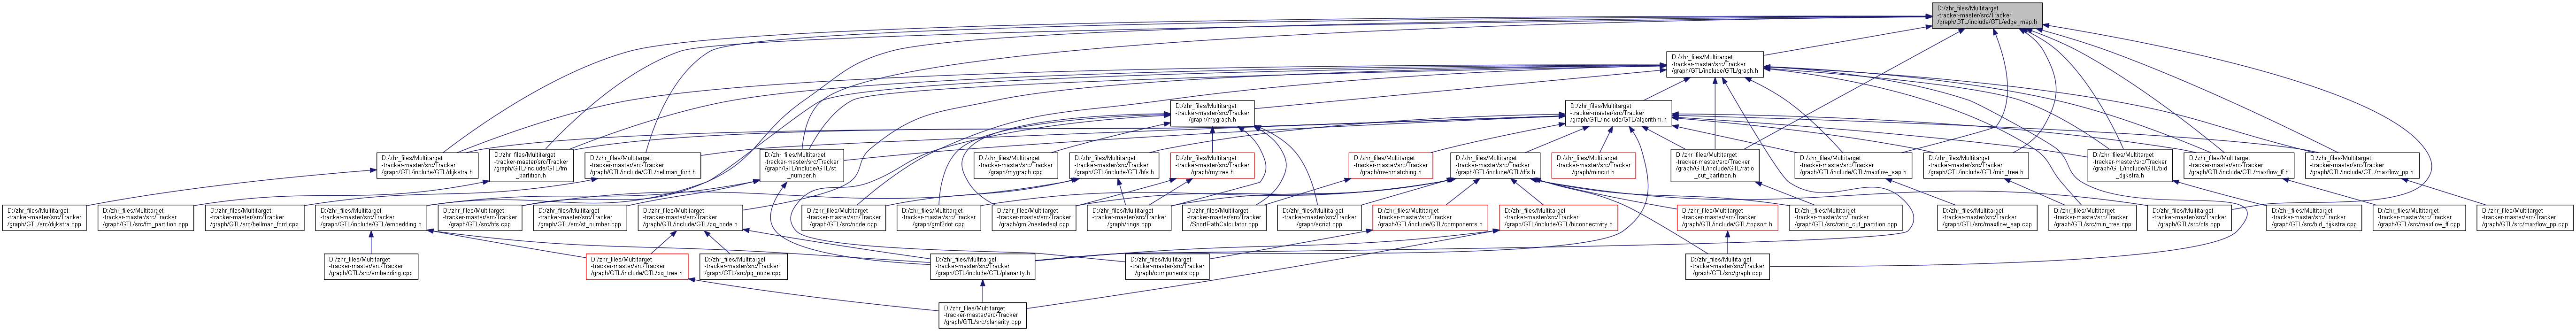 D:/zhr_files/Multitarget
-tracker-master/src/Tracker
/graph/GTL/include/GTL/edge_map.h
D:/zhr_files/Multitarget
-tracker-master/src/Tracker
/graph/GTL/include/GTL/graph.h
D:/zhr_files/Multitarget
-tracker-master/src/Tracker
/graph/mygraph.h
D:/zhr_files/Multitarget
-tracker-master/src/Tracker
/graph/GTL/include/GTL/algorithm.h
D:/zhr_files/Multitarget
-tracker-master/src/Tracker
/graph/GTL/include/GTL/dijkstra.h
D:/zhr_files/Multitarget
-tracker-master/src/Tracker
/graph/GTL/include/GTL/fm
_partition.h
D:/zhr_files/Multitarget
-tracker-master/src/Tracker
/graph/GTL/include/GTL/bellman_ford.h
D:/zhr_files/Multitarget
-tracker-master/src/Tracker
/graph/GTL/include/GTL/st
_number.h
D:/zhr_files/Multitarget
-tracker-master/src/Tracker
/graph/mygraph.cpp
D:/zhr_files/Multitarget
-tracker-master/src/Tracker
/graph/GTL/include/GTL/bfs.h
D:/zhr_files/Multitarget
-tracker-master/src/Tracker
/graph/mytree.h
D:/zhr_files/Multitarget
-tracker-master/src/Tracker
/graph/mwbmatching.h
D:/zhr_files/Multitarget
-tracker-master/src/Tracker
/graph/GTL/include/GTL/dfs.h
D:/zhr_files/Multitarget
-tracker-master/src/Tracker
/graph/mincut.h
D:/zhr_files/Multitarget
-tracker-master/src/Tracker
/graph/GTL/include/GTL/ratio
_cut_partition.h
D:/zhr_files/Multitarget
-tracker-master/src/Tracker
/graph/GTL/include/GTL/maxflow_sap.h
D:/zhr_files/Multitarget
-tracker-master/src/Tracker
/graph/GTL/include/GTL/min_tree.h
D:/zhr_files/Multitarget
-tracker-master/src/Tracker
/graph/GTL/include/GTL/bid
_dijkstra.h
D:/zhr_files/Multitarget
-tracker-master/src/Tracker
/graph/GTL/include/GTL/maxflow_ff.h
D:/zhr_files/Multitarget
-tracker-master/src/Tracker
/graph/GTL/include/GTL/maxflow_pp.h
D:/zhr_files/Multitarget
-tracker-master/src/Tracker
/graph/GTL/src/dijkstra.cpp
D:/zhr_files/Multitarget
-tracker-master/src/Tracker
/graph/GTL/src/fm_partition.cpp
D:/zhr_files/Multitarget
-tracker-master/src/Tracker
/graph/GTL/src/bellman_ford.cpp
D:/zhr_files/Multitarget
-tracker-master/src/Tracker
/graph/GTL/include/GTL/embedding.h
D:/zhr_files/Multitarget
-tracker-master/src/Tracker
/graph/GTL/src/bfs.cpp
D:/zhr_files/Multitarget
-tracker-master/src/Tracker
/graph/GTL/src/st_number.cpp
D:/zhr_files/Multitarget
-tracker-master/src/Tracker
/graph/GTL/include/GTL/pq_node.h
D:/zhr_files/Multitarget
-tracker-master/src/Tracker
/graph/GTL/src/node.cpp
D:/zhr_files/Multitarget
-tracker-master/src/Tracker
/graph/gml2dot.cpp
D:/zhr_files/Multitarget
-tracker-master/src/Tracker
/graph/gml2nestedsql.cpp
D:/zhr_files/Multitarget
-tracker-master/src/Tracker
/graph/rings.cpp
D:/zhr_files/Multitarget
-tracker-master/src/Tracker
/ShortPathCalculator.cpp
D:/zhr_files/Multitarget
-tracker-master/src/Tracker
/graph/script.cpp
D:/zhr_files/Multitarget
-tracker-master/src/Tracker
/graph/GTL/include/GTL/components.h
D:/zhr_files/Multitarget
-tracker-master/src/Tracker
/graph/GTL/include/GTL/biconnectivity.h
D:/zhr_files/Multitarget
-tracker-master/src/Tracker
/graph/GTL/include/GTL/topsort.h
D:/zhr_files/Multitarget
-tracker-master/src/Tracker
/graph/GTL/src/ratio_cut_partition.cpp
D:/zhr_files/Multitarget
-tracker-master/src/Tracker
/graph/GTL/src/maxflow_sap.cpp
D:/zhr_files/Multitarget
-tracker-master/src/Tracker
/graph/GTL/src/min_tree.cpp
D:/zhr_files/Multitarget
-tracker-master/src/Tracker
/graph/GTL/src/dfs.cpp
D:/zhr_files/Multitarget
-tracker-master/src/Tracker
/graph/GTL/src/bid_dijkstra.cpp
D:/zhr_files/Multitarget
-tracker-master/src/Tracker
/graph/GTL/src/maxflow_ff.cpp
D:/zhr_files/Multitarget
-tracker-master/src/Tracker
/graph/GTL/src/maxflow_pp.cpp
D:/zhr_files/Multitarget
-tracker-master/src/Tracker
/graph/GTL/src/embedding.cpp
D:/zhr_files/Multitarget
-tracker-master/src/Tracker
/graph/GTL/include/GTL/pq_tree.h
D:/zhr_files/Multitarget
-tracker-master/src/Tracker
/graph/GTL/src/pq_node.cpp
D:/zhr_files/Multitarget
-tracker-master/src/Tracker
/graph/GTL/include/GTL/planarity.h
D:/zhr_files/Multitarget
-tracker-master/src/Tracker
/graph/components.cpp
D:/zhr_files/Multitarget
-tracker-master/src/Tracker
/graph/GTL/src/graph.cpp
D:/zhr_files/Multitarget
-tracker-master/src/Tracker
/graph/GTL/src/planarity.cpp